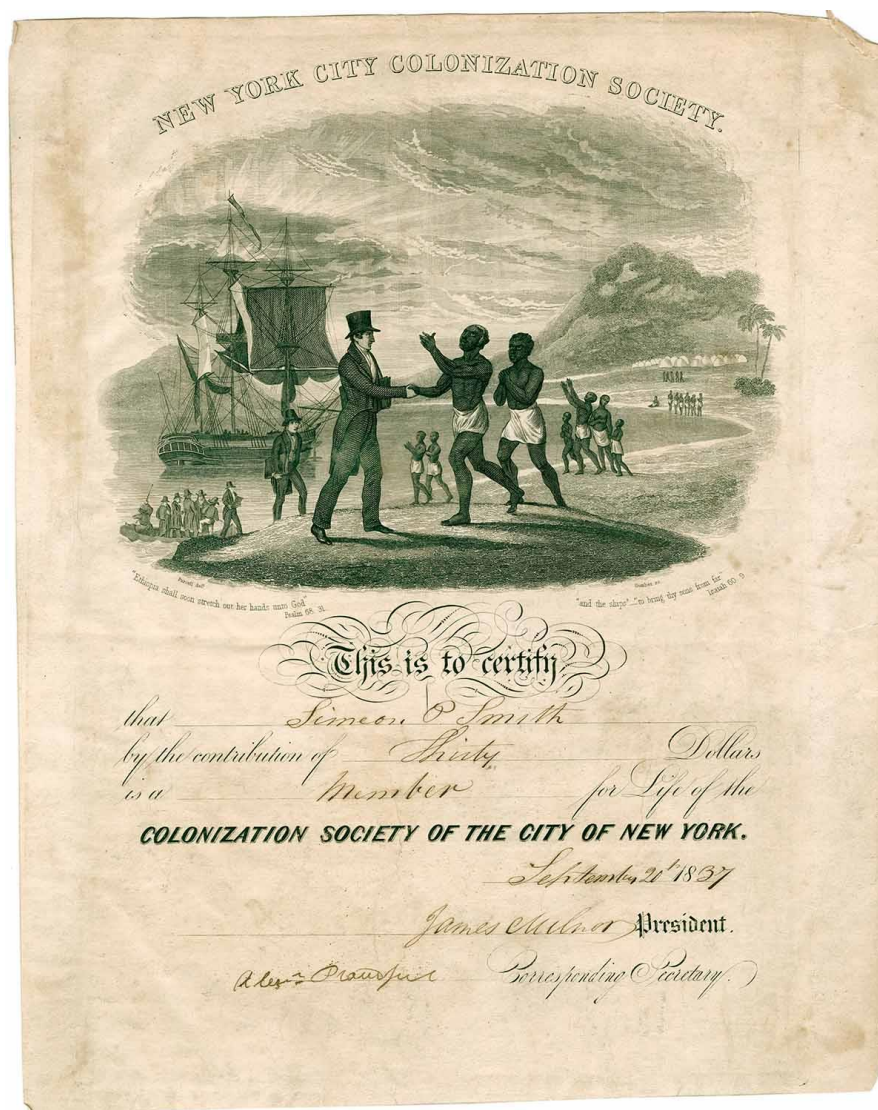 NEW YORK CITY COLONIZATION SOCIETY.
"Ethiopia shall soon stretch out her hands unto God"
Psalm 68. 31.
"and the ships"..."to bring thy sons from far"
Isaiah 60. 9.
This is to certify
that Simeon P Smith
by the contribution of Thirty Dollars
is a Member for Life of the
COLONIZATION SOCIETY OF THE CITY OF NEW YORK.
September 20 1837
James Milnor President.
Corresponding Secretary.